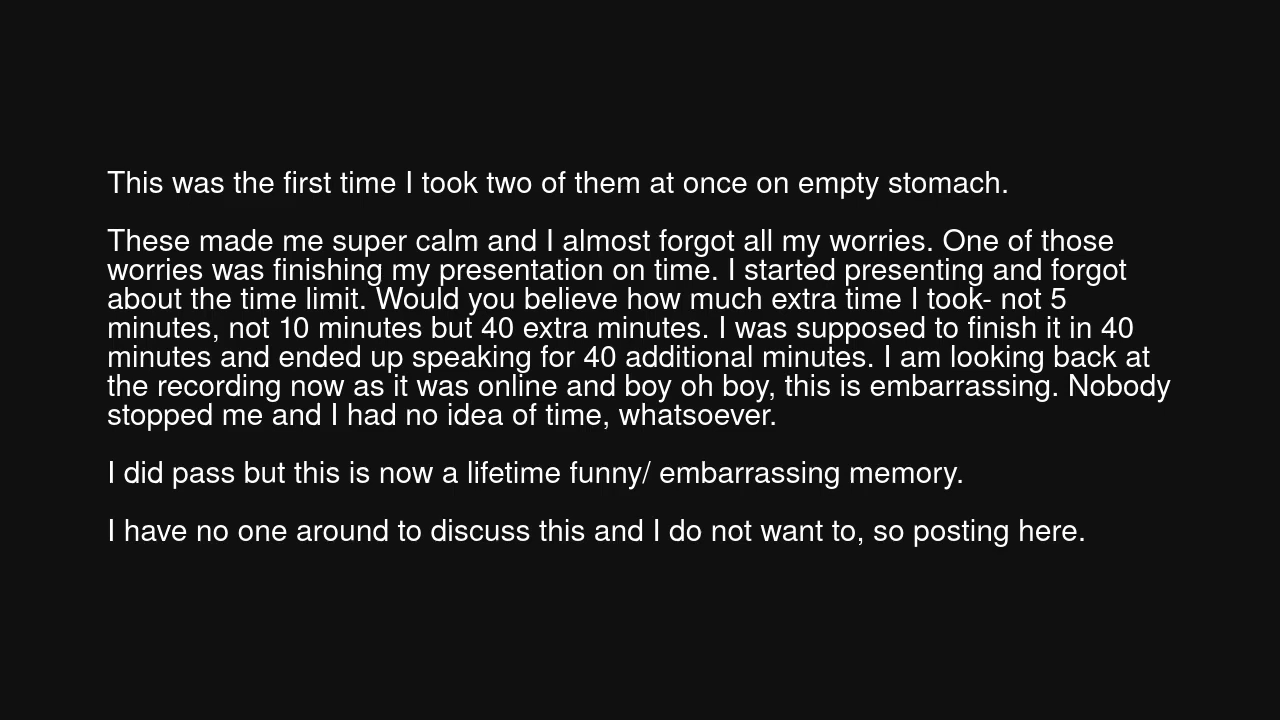 This was the first time I took two of them at once on empty stomach.
These made me super calm and I almost forgot all my worries. One of those
worries was finishing my presentation on time. I started presenting and forgot
about the time limit. Would you believe how much extra time I took- not 5
minutes, not 10 minutes but 40 extra minutes. I was supposed to finish it in 40
minutes and ended up speaking for 40 additional minutes. I am looking back at
the recording now as it was online and boy oh boy, this is embarrassing. Nobody
stopped me and I had no idea of time, whatsoever.
I did pass but this is now a lifetime funny/ embarrassing memory.
I have no one around to discuss this and I do not want to, so posting here.